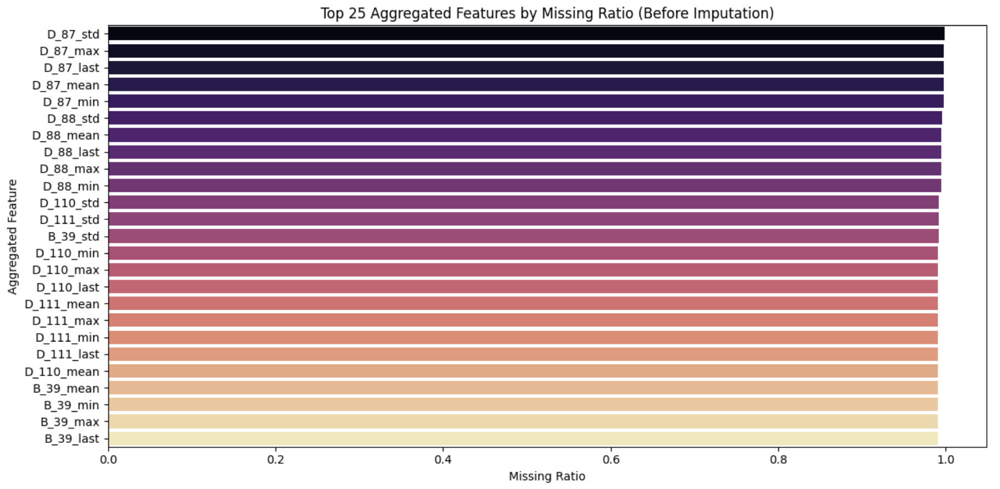 Top 25 Aggregated Features by Missing Ratio (Before Imputation)
D_87_std
D_87_max
D_87_last
D_87_mean
D_87_min
D_88_std
D_88_mean
D_88_last
D_88_max
D_88_min
D_110_std
D_111_std
B_39_std
D_110_min
D_110_max
D_110_last
D_111_mean
D_111_max
D_111_min
D_111_last
D_110_mean
B_39_mean
B_39_min
B_39_max
B_39_last
Aggregated Feature
0.0 0.2 0.4 0.6 0.8 1.0
Missing Ratio